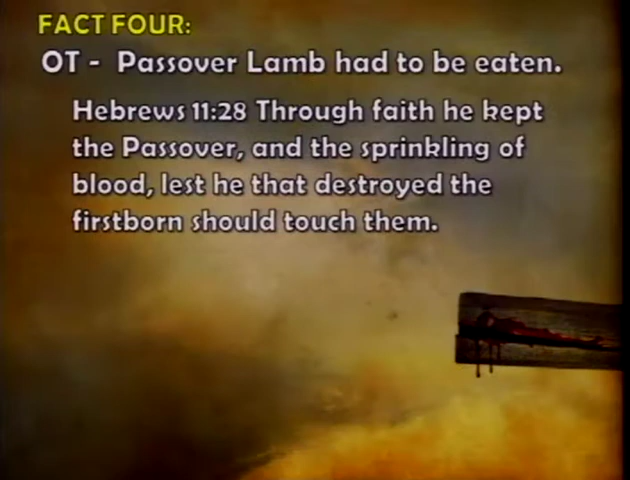 FACT FOUR:
OT - Passover Lamb had to be eaten.
Hebrews 11:28 Through faith he kept
the Passover, and the sprinkling of
blood, lest he that destroyed the
firstborn should touch them.